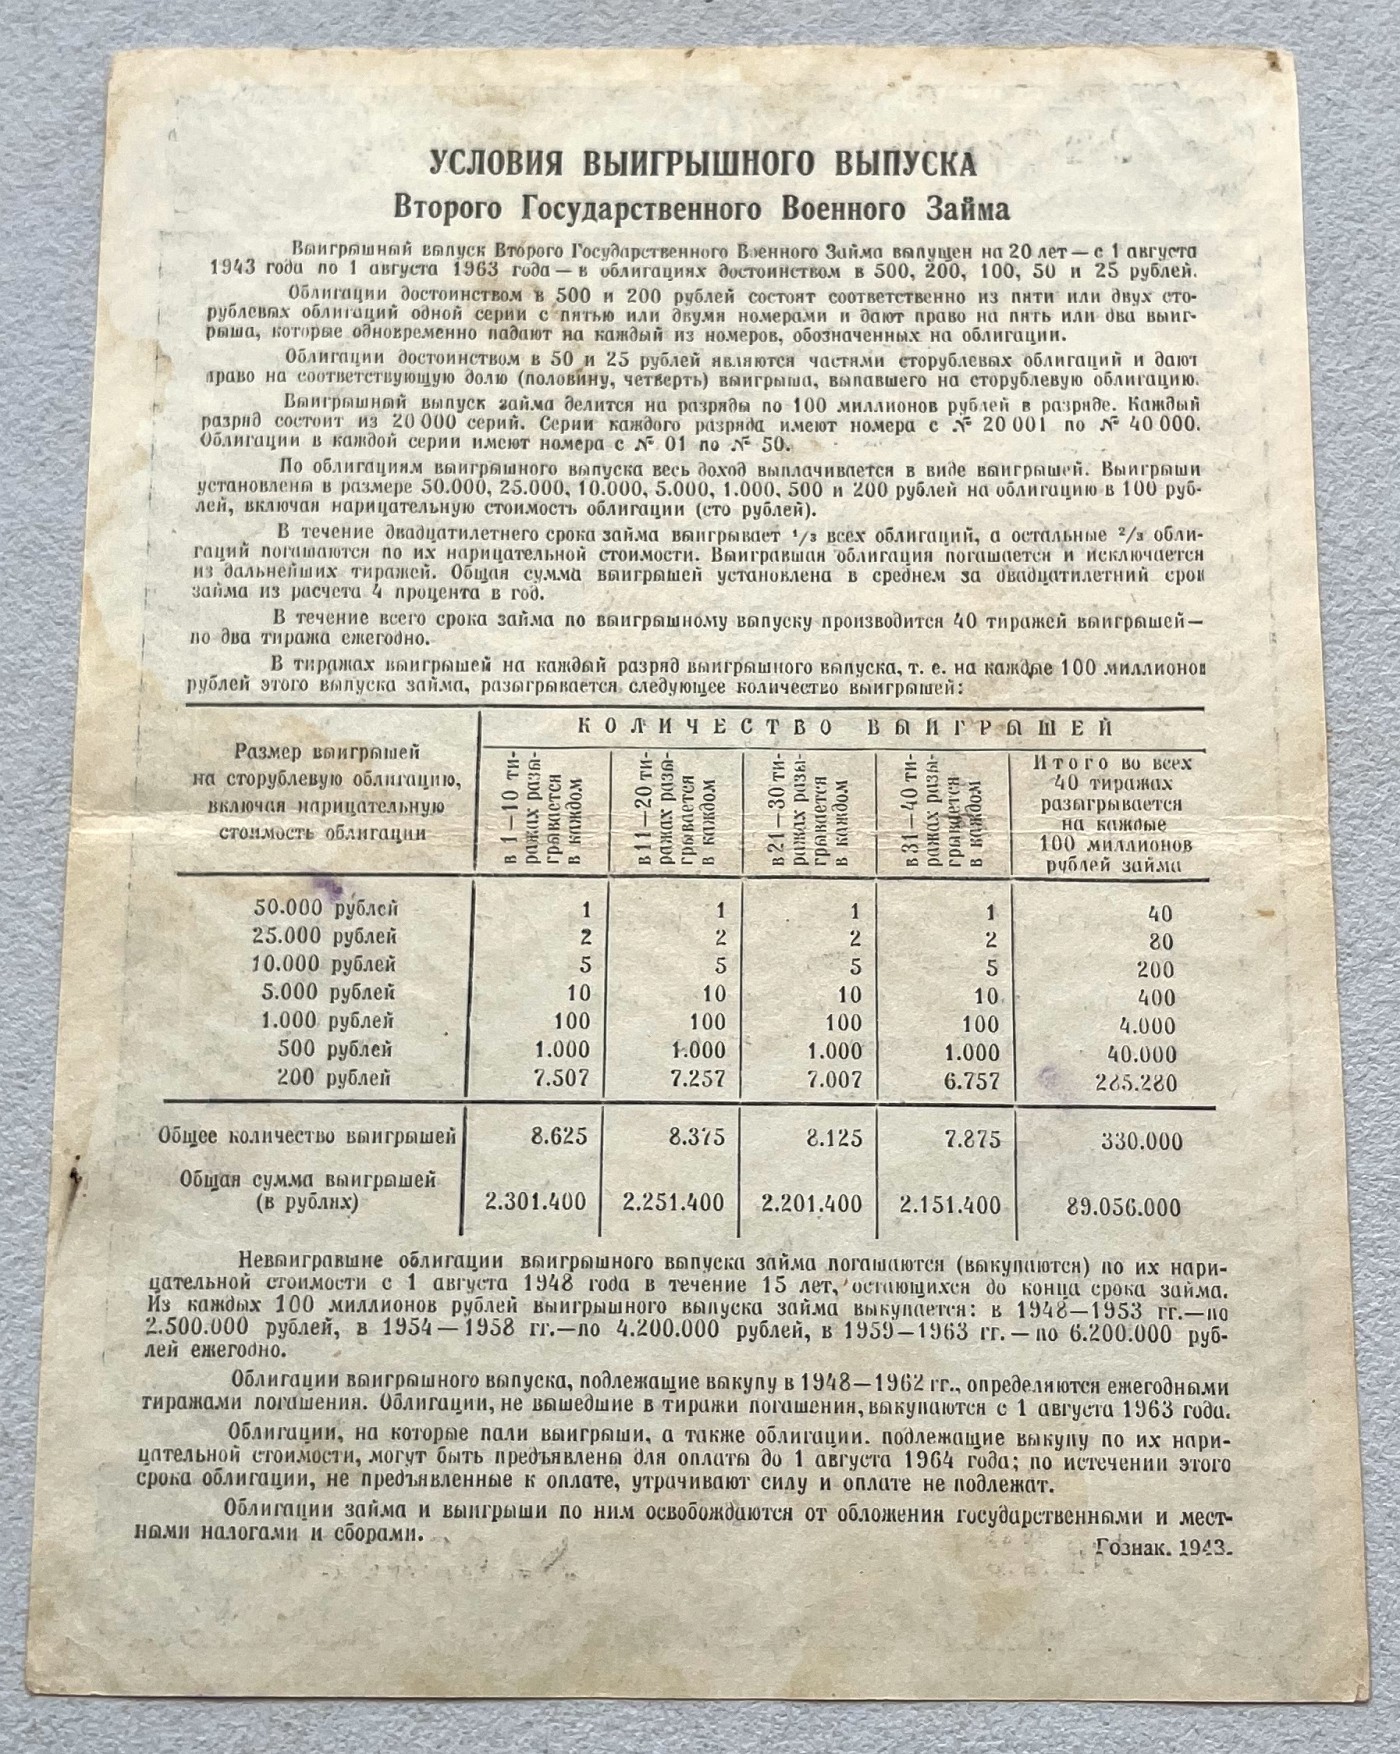 УСЛОВИЯ ВЫИГРЫШНОГО ВЫПУСКА
Второго Государственного Военного Займа
Выигрышный выпуск Второго Государственного Военного Займа выпущен на 20 лет — с 1 августа
1943 года по 1 августа 1963 года — в облигациях достоинством в 500, 200, 100, 50 и 25 рублей.
Облигации достоинством в 500 и 200 рублей состоят соответственно из пяти или двух сто-
рублевых облигаций одной серии с пятью или двумя номерами и дают право на пять или два выиг-
рыша, которые одновременно падают на каждый из номеров, обозначенных на облигации.
Облигации достоинством в 50 и 25 рублей являются частями сторублевых облигаций и дают
право на соответствующую долю (половину, четверть) выигрыша, выпавшего на сторублевую облигацию.
Выигрышный выпуск займа делится на разряды по 100 миллионов рублей в разряде. Каждый
разряд состоит из 20 000 серий. Серии каждого разряда имеют номера с № 20 001 по № 40 000.
Облигации в каждой серии имеют номера с № 01 по № 50.
По облигациям выигрышного выпуска весь доход выплачивается в виде выигрышей. Выигрыши
установлены в размере 50.000, 25.000, 10.000, 5.000, 1.000, 500 и 200 рублей на облигацию в 100 руб-
лей, включая нарицательную стоимость облигации (сто рублей).
В течение двадцатилетнего срока займа выигрывает 1/3 всех облигаций, а остальные 2/3 обли-
гаций погашаются по их нарицательной стоимости. Выигравшая облигация погашается и исключается
из дальнейших тиражей. Общая сумма выигрышей установлена в среднем за двадцатилетний срок
займа из расчета 4 процента в год.
В течение всего срока займа по выигрышному выпуску производится 40 тиражей выигрышей—
по два тиража ежегодно.
В тиражах выигрышей на каждый разряд выигрышного выпуска, т. е. на каждые 100 миллионов
рублей этого выпуска займа, разыгрывается следующее количество выигрышей:
Размер выигрышей
на сторублевую облигацию,
включая нарицательную
стоимость облигации
КОЛИЧЕСТВО ВЫИГРЫШЕЙ
в 1—10 ти-
ражах разы-
грывается
в каждом
в 11—20 ти-
ражах разы-
грывается
в каждом
в 21—30 ти-
ражах разы-
грывается
в каждом
в 31—40 ти-
ражах разы-
грывается
в каждом
Итого во всех
40 тиражах
разыгрывается
на каждые
100 миллионов
рублей займа
50.000 рублей 1 1 1 1 40
25.000 рублей 2 2 2 2 80
10.000 рублей 5 5 5 5 200
5.000 рублей 10 10 10 10 400
1.000 рублей 100 100 100 100 4.000
500 рублей 1.000 1.000 1.000 1.000 40.000
200 рублей 7.507 7.257 7.007 6.757 285.280
Общее количество выигрышей 8.625 8.375 8.125 7.875 330.000
Общая сумма выигрышей
(в рублях) 2.301.400 2.251.400 2.201.400 2.151.400 89.056.000
Невыигравшие облигации выигрышного выпуска займа погашаются (выкупаются) по их нари-
цательной стоимости с 1 августа 1948 года в течение 15 лет, остающихся до конца срока займа.
Из каждых 100 миллионов рублей выигрышного выпуска займа выкупается: в 1948—1953 гг.—по
2.500.000 рублей, в 1954—1958 гг.—по 4.200.000 рублей, в 1959—1963 гг. — по 6.200.000 руб-
лей ежегодно.
Облигации выигрышного выпуска, подлежащие выкупу в 1948—1962 гг., определяются ежегодными
тиражами погашения. Облигации, не вышедшие в тиражи погашения, выкупаются с 1 августа 1963 года.
Облигации, на которые пали выигрыши, а также облигации. подлежащие выкупу по их нари-
цательной стоимости, могут быть предъявлены для оплаты до 1 августа 1964 года; по истечении этого
срока облигации, не предъявленные к оплате, утрачивают силу и оплате не подлежат.
Облигации займа и выигрыши по ним освобождаются от обложения государственными и мест-
ными налогами и сборами.
Гознак. 1943.